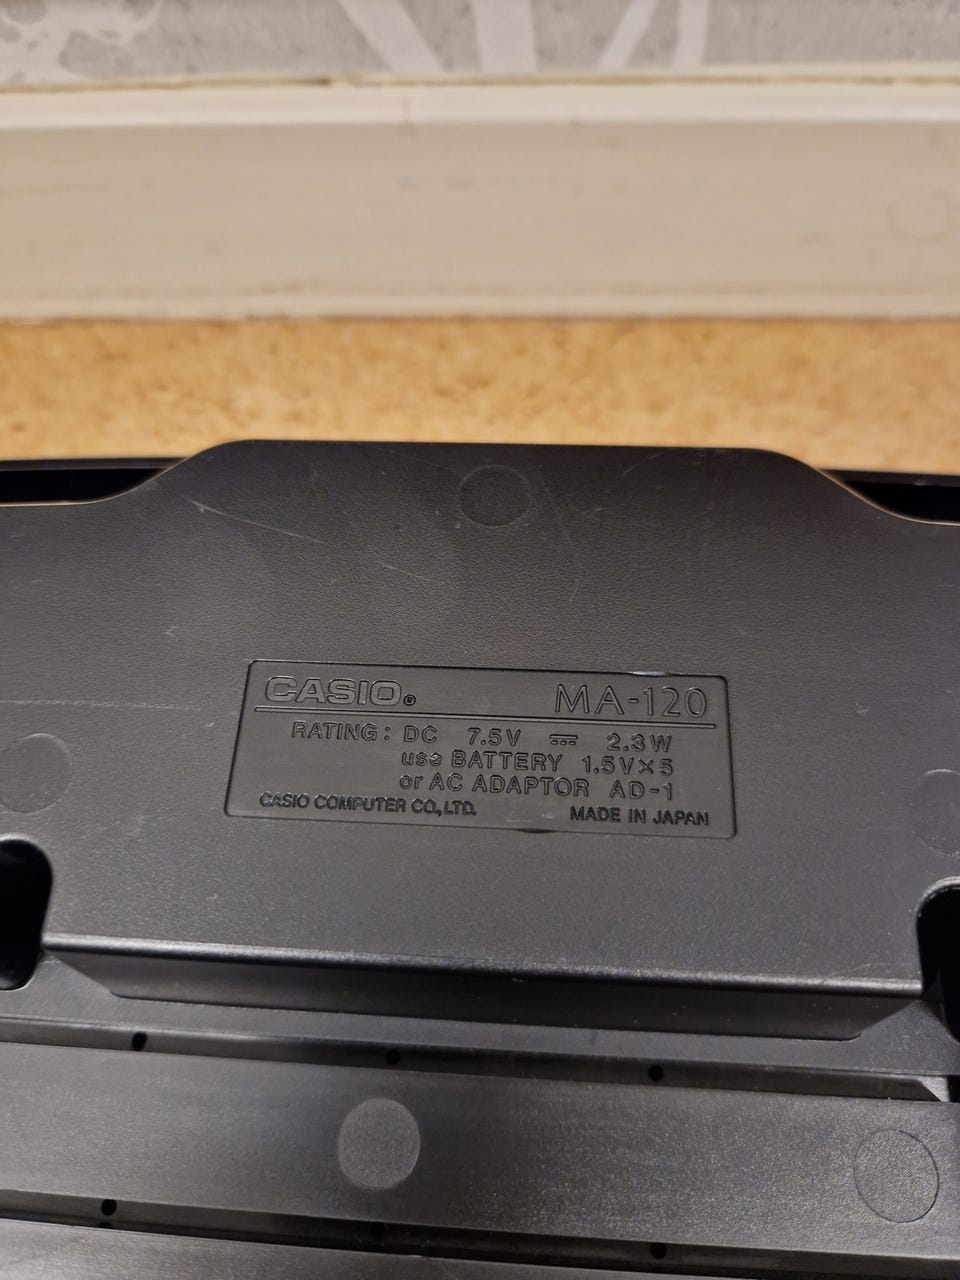 CASIO® MA-120
RATING: DC 7.5V ⎓ 2.3W
use BATTERY 1.5V×5
or AC ADAPTOR AD-1
CASIO COMPUTER CO., LTD. MADE IN JAPAN